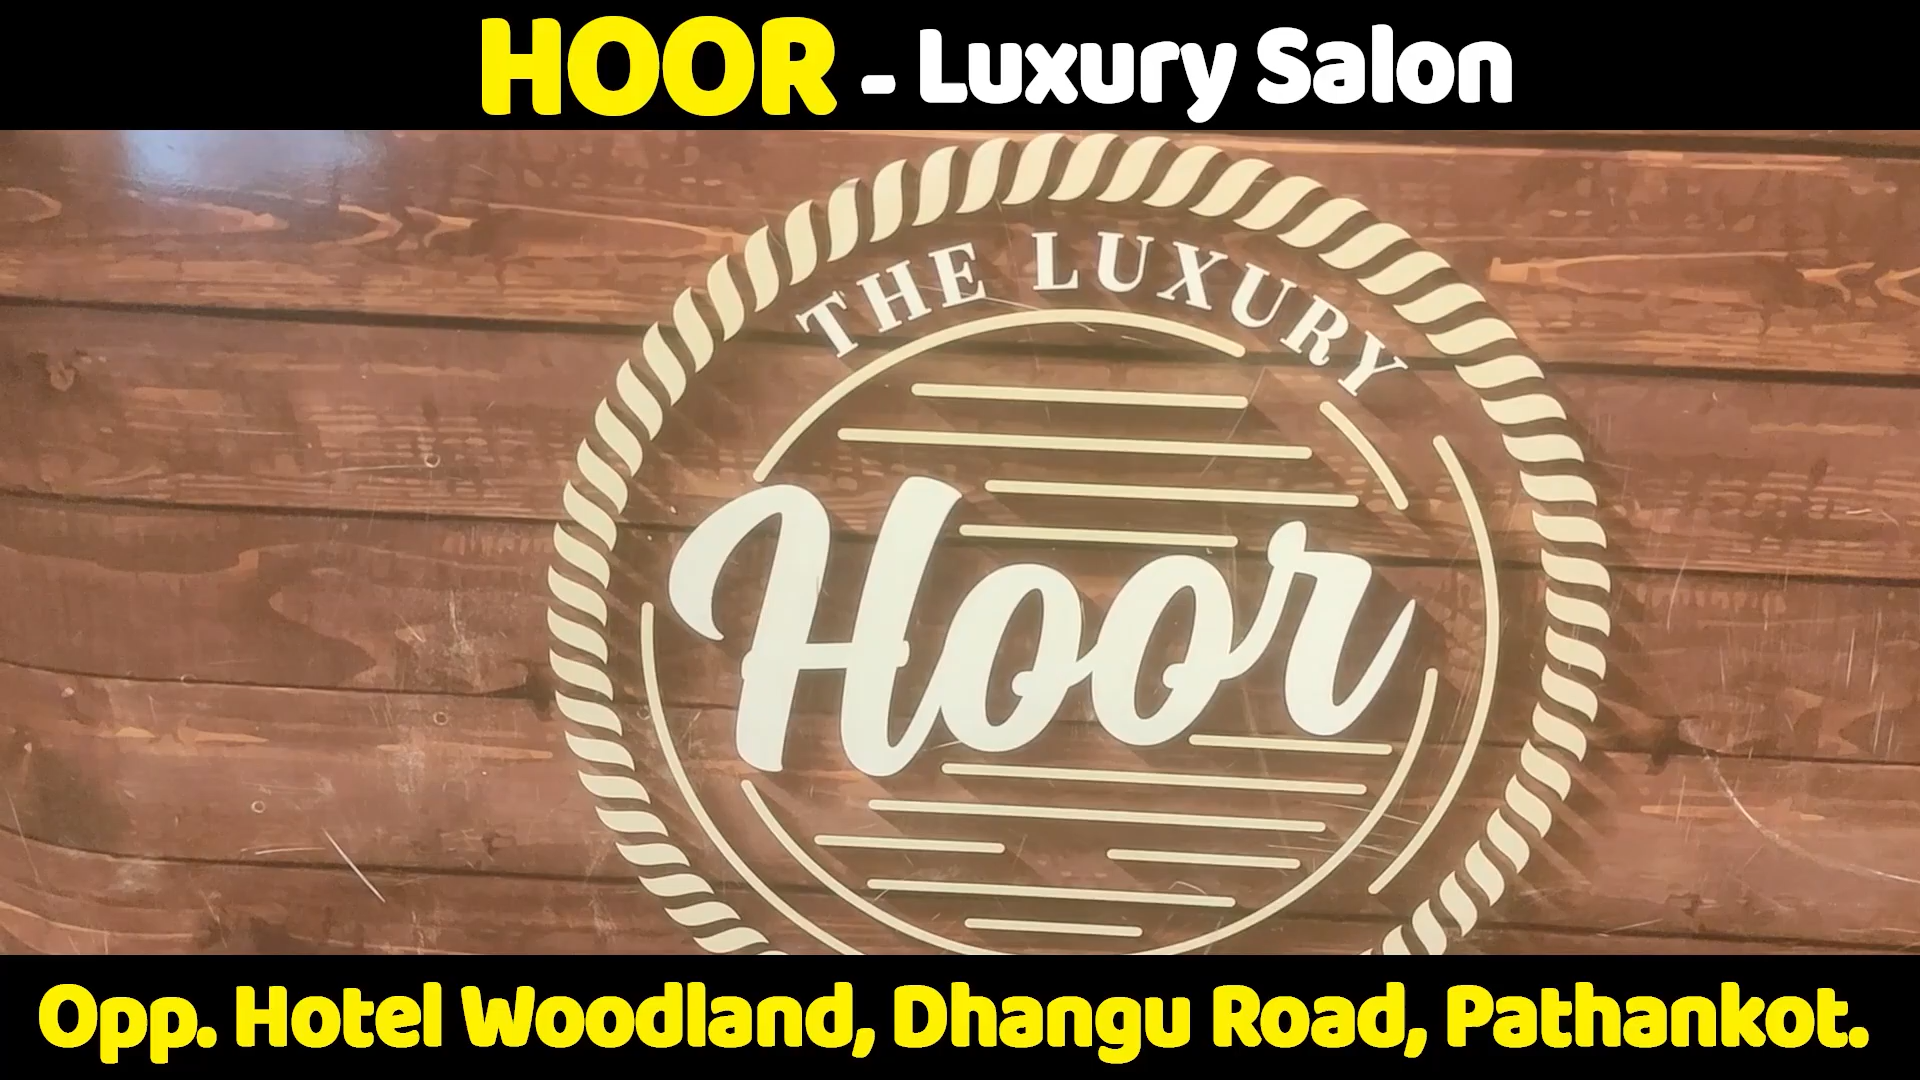 HOOR - Luxury Salon
THE LUXURY
Hoor
Opp. Hotel Woodland, Dhangu Road, Pathankot.